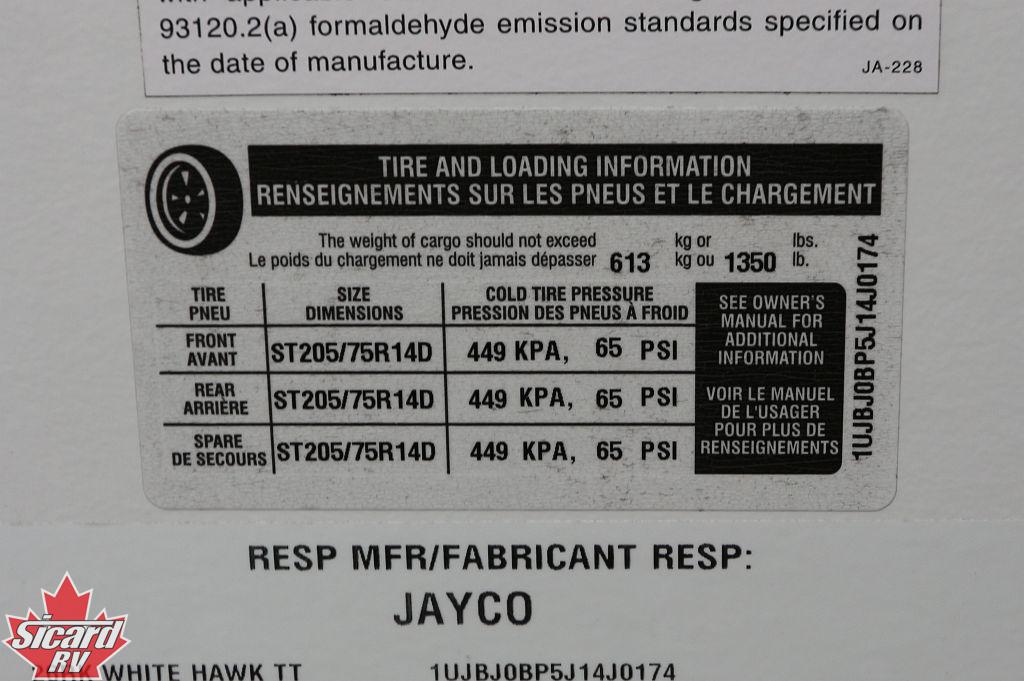 93120.2(a) formaldehyde emission standards specified on
the date of manufacture.
JA-228
TIRE AND LOADING INFORMATION
RENSEIGNEMENTS SUR LES PNEUS ET LE CHARGEMENT
The weight of cargo should not exceed kg or lbs.
Le poids du chargement ne doit jamais dépasser 613 kg ou 1350 lb.
TIRE SIZE COLD TIRE PRESSURE
PNEU DIMENSIONS PRESSION DES PNEUS À FROID
FRONT
AVANT
ST205/75R14D 449 KPA, 65 PSI
REAR
ARRIÈRE
ST205/75R14D 449 KPA, 65 PSI
SPARE
DE SECOURS
ST205/75R14D 449 KPA, 65 PSI
SEE OWNER'S
MANUAL FOR
ADDITIONAL
INFORMATION
VOIR LE MANUEL
DE L'USAGER
POUR PLUS DE
RENSEIGNEMENTS
1UJBJ0BP5J14J0174
RESP MFR/FABRICANT RESP:
JAYCO
WHITE HAWK TT 1UJBJ0BP5J14J0174
Sicard
RV